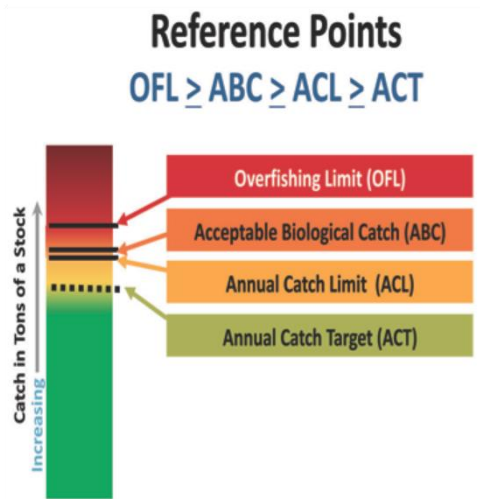 Reference Points
OFL ≥ ABC ≥ ACL ≥ ACT
Overfishing Limit (OFL)
Acceptable Biological Catch (ABC)
Annual Catch Limit (ACL)
Annual Catch Target (ACT)
Catch in Tons of a Stock
Increasing